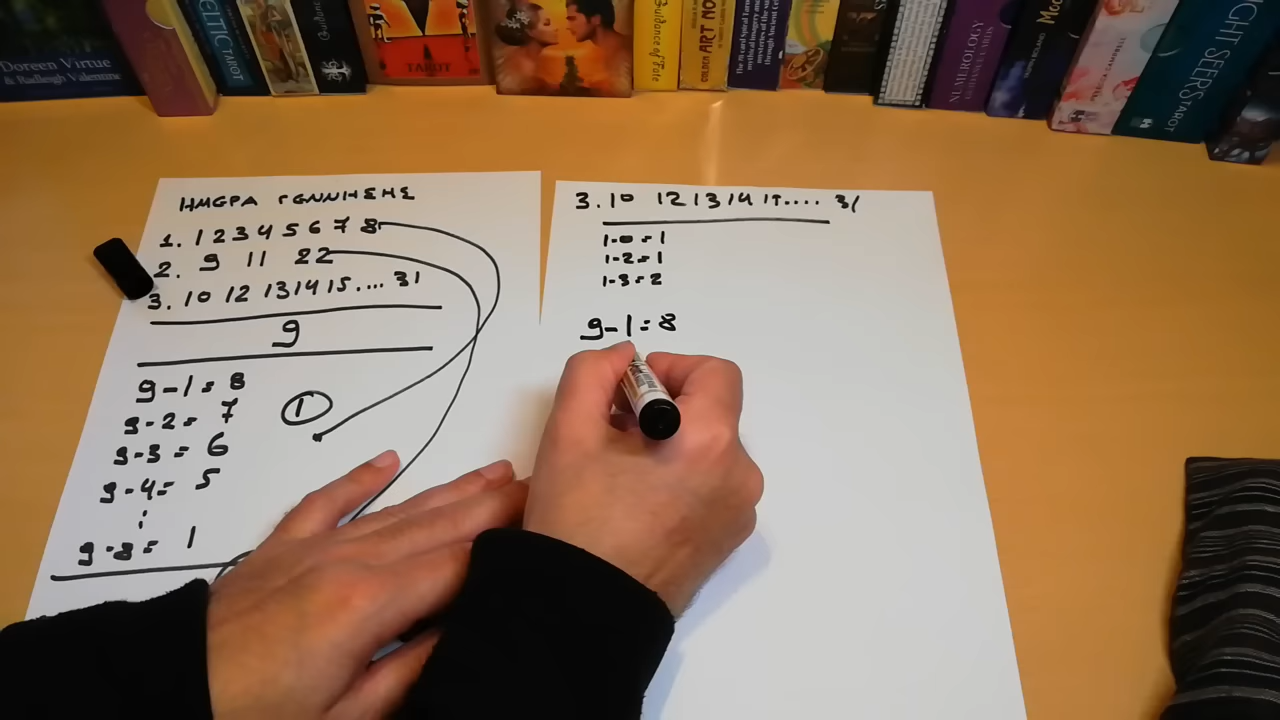 Doreen Virtue
& Radleigh Valentine
CELTIC TAROT
Guidance
TAROT
Guidance of Fate
GOLDEN ART NO
NUMEROLOGY
GHT SEERS TAROT
ΗΜΕΡΑ ΓΕΝΝΗΣΗΣ
1. 1 2 3 4 5 6 7 8
2. 9 11 22
3. 10 12 13 14 15.... 31
9
9-1=8
9-2=7
9-3=6
9-4=5
:
9-8=1
1
3. 10 12 13 14 15.... 31
1-0=1
1-2=1
1-3=2
9-1=8